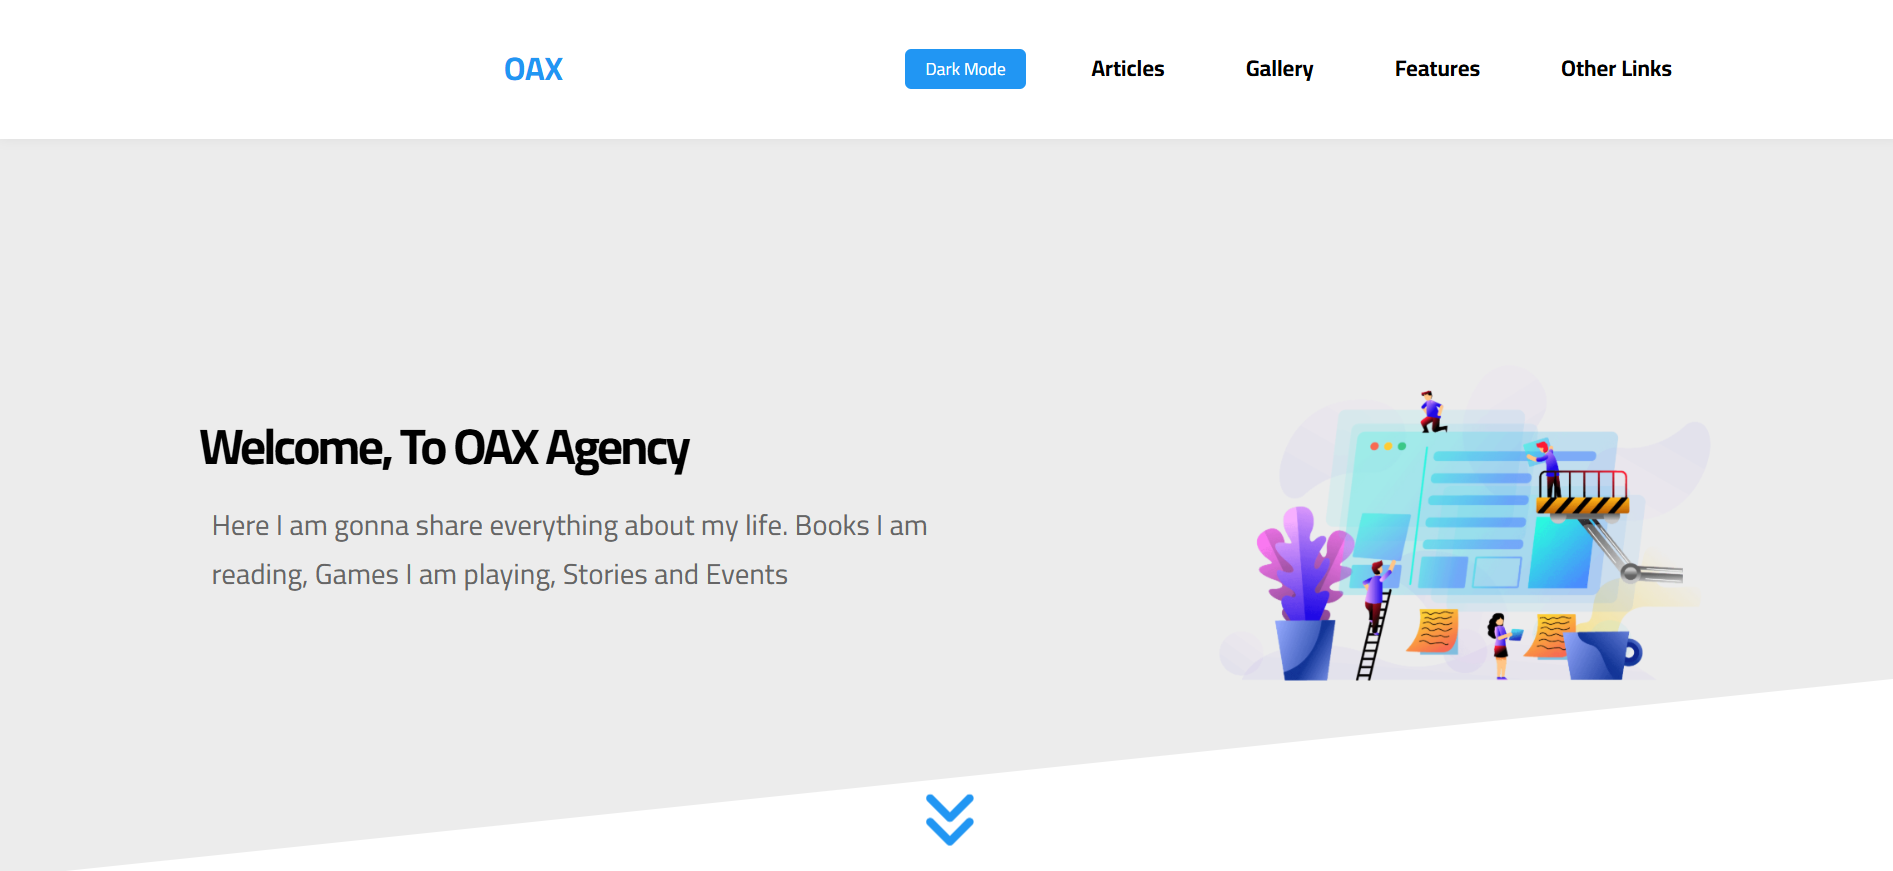 OAX
Dark Mode
Articles
Gallery
Features
Other Links
Welcome, To OAX Agency
Here I am gonna share everything about my life. Books I am
reading, Games I am playing, Stories and Events